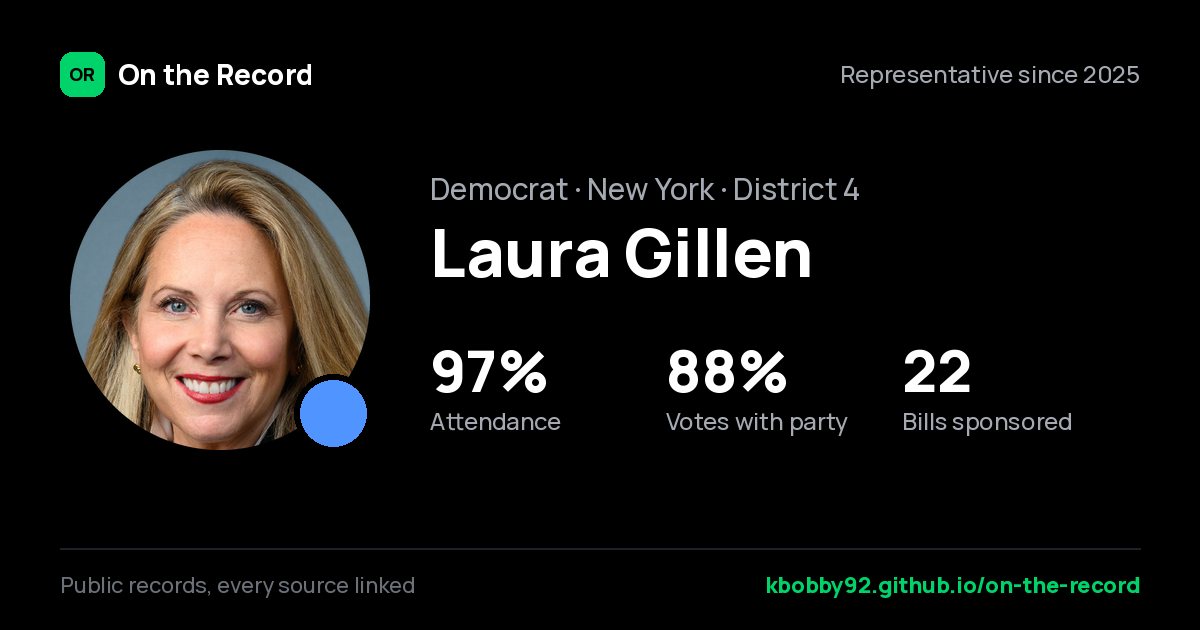 OR On the Record
Representative since 2025
Democrat · New York · District 4
Laura Gillen
97% 88% 22
Attendance Votes with party Bills sponsored
Public records, every source linked
kbobby92.github.io/on-the-record